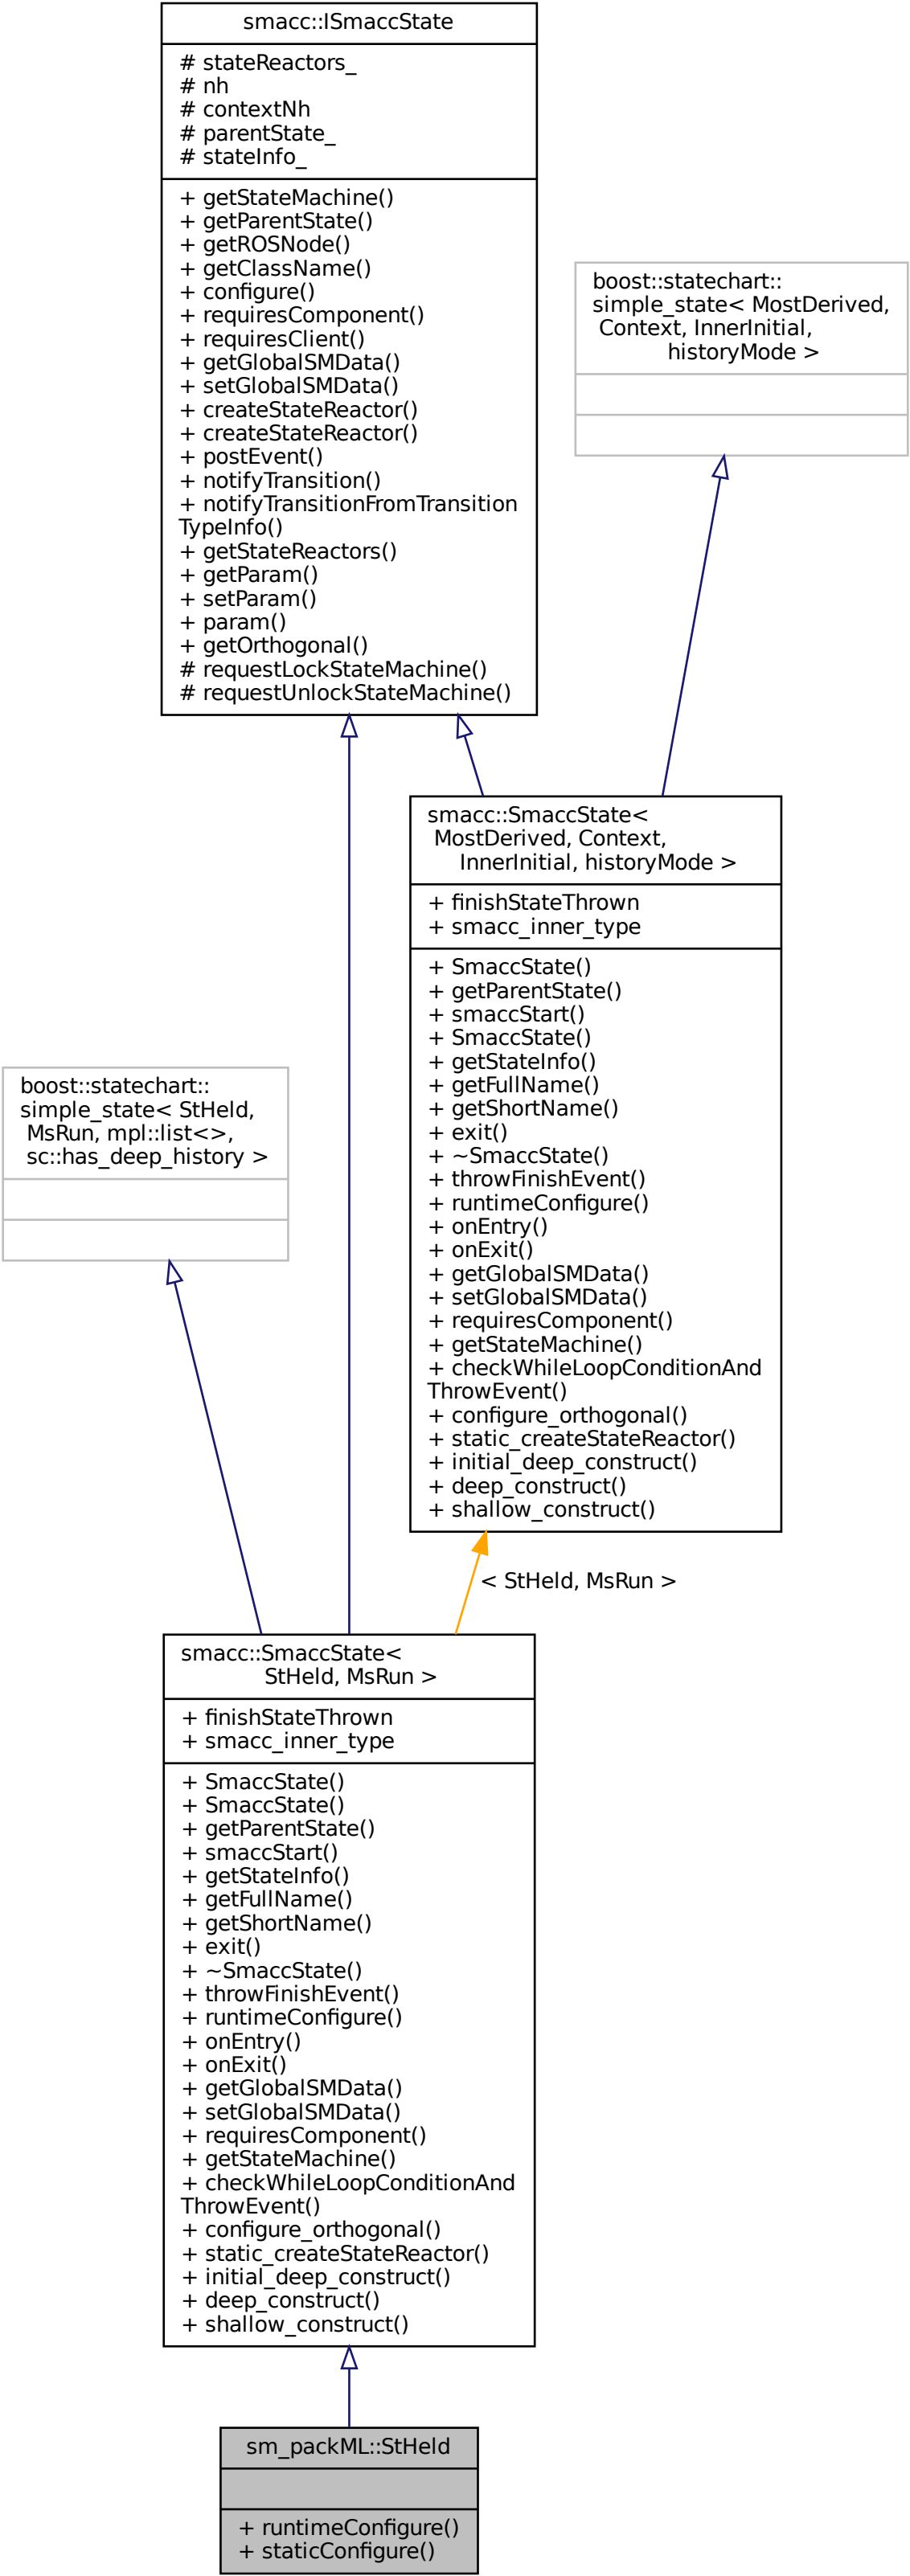 smacc::ISmaccState
# stateReactors_
# nh
# contextNh
# parentState_
# stateInfo_
+ getStateMachine()
+ getParentState()
+ getROSNode()
+ getClassName()
+ configure()
+ requiresComponent()
+ requiresClient()
+ getGlobalSMData()
+ setGlobalSMData()
+ createStateReactor()
+ createStateReactor()
+ postEvent()
+ notifyTransition()
+ notifyTransitionFromTransition
TypeInfo()
+ getStateReactors()
+ getParam()
+ setParam()
+ param()
+ getOrthogonal()
# requestLockStateMachine()
# requestUnlockStateMachine()
boost::statechart::
simple_state< MostDerived,
Context, InnerInitial,
historyMode >
smacc::SmaccState<
MostDerived, Context,
InnerInitial, historyMode >
+ finishStateThrown
+ smacc_inner_type
+ SmaccState()
+ getParentState()
+ smaccStart()
+ SmaccState()
+ getStateInfo()
+ getFullName()
+ getShortName()
+ exit()
+ ~SmaccState()
+ throwFinishEvent()
+ runtimeConfigure()
+ onEntry()
+ onExit()
+ getGlobalSMData()
+ setGlobalSMData()
+ requiresComponent()
+ getStateMachine()
+ checkWhileLoopConditionAnd
ThrowEvent()
+ configure_orthogonal()
+ static_createStateReactor()
+ initial_deep_construct()
+ deep_construct()
+ shallow_construct()
boost::statechart::
simple_state< StHeld,
MsRun, mpl::list<>,
sc::has_deep_history >
< StHeld, MsRun >
smacc::SmaccState<
StHeld, MsRun >
+ finishStateThrown
+ smacc_inner_type
+ SmaccState()
+ SmaccState()
+ getParentState()
+ smaccStart()
+ getStateInfo()
+ getFullName()
+ getShortName()
+ exit()
+ ~SmaccState()
+ throwFinishEvent()
+ runtimeConfigure()
+ onEntry()
+ onExit()
+ getGlobalSMData()
+ setGlobalSMData()
+ requiresComponent()
+ getStateMachine()
+ checkWhileLoopConditionAnd
ThrowEvent()
+ configure_orthogonal()
+ static_createStateReactor()
+ initial_deep_construct()
+ deep_construct()
+ shallow_construct()
sm_packML::StHeld
+ runtimeConfigure()
+ staticConfigure()